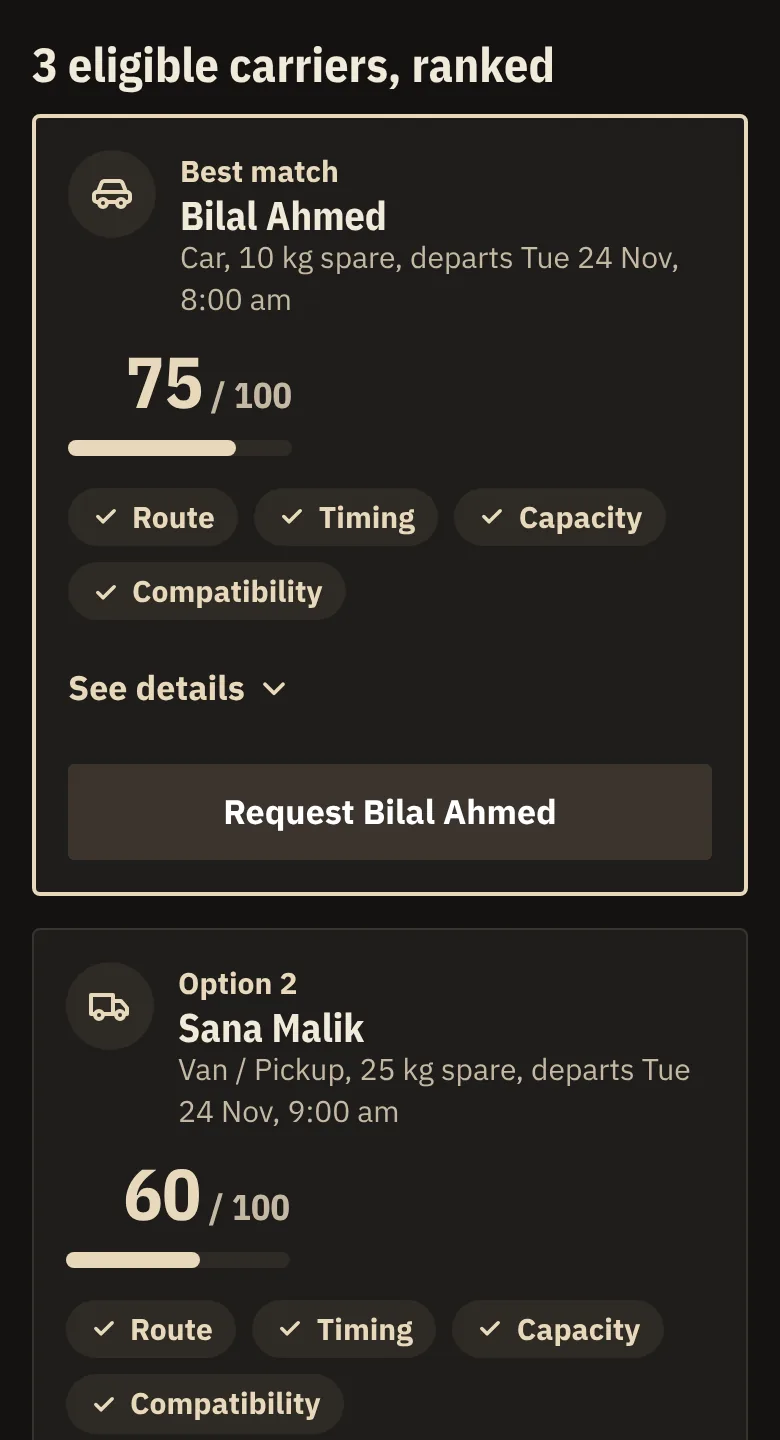 3 eligible carriers, ranked
Best match
Bilal Ahmed
Car, 10 kg spare, departs Tue 24 Nov,
8:00 am
75 / 100
Route
Timing
Capacity
Compatibility
See details
Request Bilal Ahmed
Option 2
Sana Malik
Van / Pickup, 25 kg spare, departs Tue
24 Nov, 9:00 am
60 / 100
Route
Timing
Capacity
Compatibility